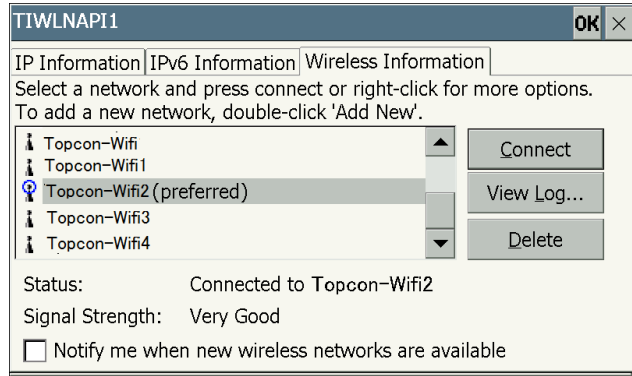 TIWLNAPI1 OK ×
IP Information IPv6 Information Wireless Information
Select a network and press connect or right-click for more options.
To add a new network, double-click 'Add New'.
Topcon-Wifi
Topcon-Wifi1
Topcon-Wifi2 (preferred)
Topcon-Wifi3
Topcon-Wifi4
Connect
View Log...
Delete
Status: Connected to Topcon-Wifi2
Signal Strength: Very Good
Notify me when new wireless networks are available